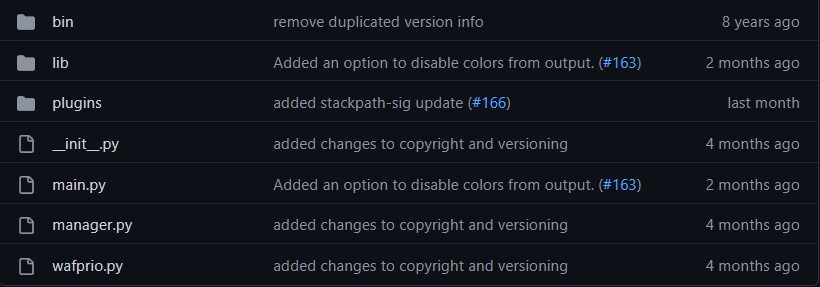 bin remove duplicated version info 8 years ago
lib Added an option to disable colors from output. (#163) 2 months ago
plugins added stackpath-sig update (#166) last month
__init__.py added changes to copyright and versioning 4 months ago
main.py Added an option to disable colors from output. (#163) 2 months ago
manager.py added changes to copyright and versioning 4 months ago
wafprio.py added changes to copyright and versioning 4 months ago